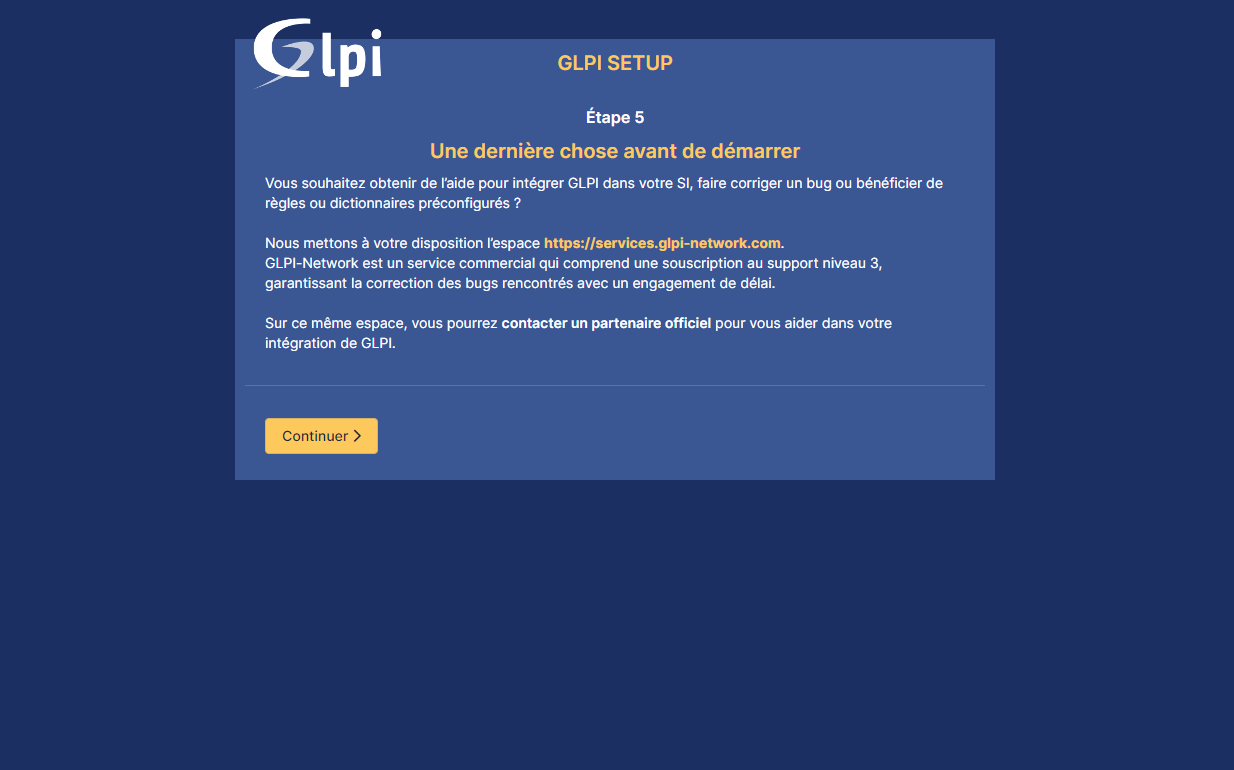 Glpi
GLPI SETUP
Étape 5
Une dernière chose avant de démarrer
Vous souhaitez obtenir de l’aide pour intégrer GLPI dans votre SI, faire corriger un bug ou bénéficier de
règles ou dictionnaires préconfigurés ?
Nous mettons à votre disposition l’espace https://services.glpi-network.com.
GLPI-Network est un service commercial qui comprend une souscription au support niveau 3,
garantissant la correction des bugs rencontrés avec un engagement de délai.
Sur ce même espace, vous pourrez contacter un partenaire officiel pour vous aider dans votre
intégration de GLPI.
Continuer